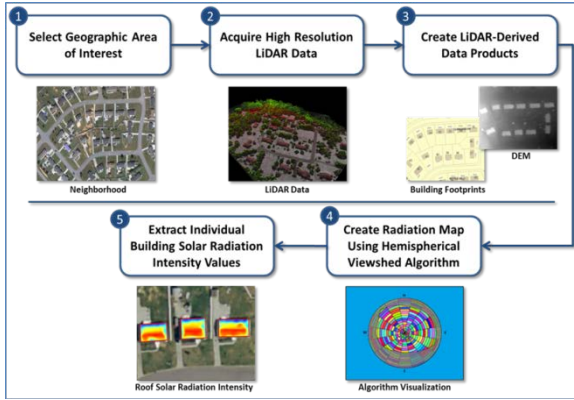 1
Select Geographic Area
of Interest
2
Acquire High Resolution
LiDAR Data
3
Create LiDAR-Derived
Data Products
Neighborhood
LiDAR Data
Building Footprints
DEM
5
Extract Individual
Building Solar Radiation
Intensity Values
4
Create Radiation Map
Using Hemispherical
Viewshed Algorithm
Roof Solar Radiation Intensity
Algorithm Visualization